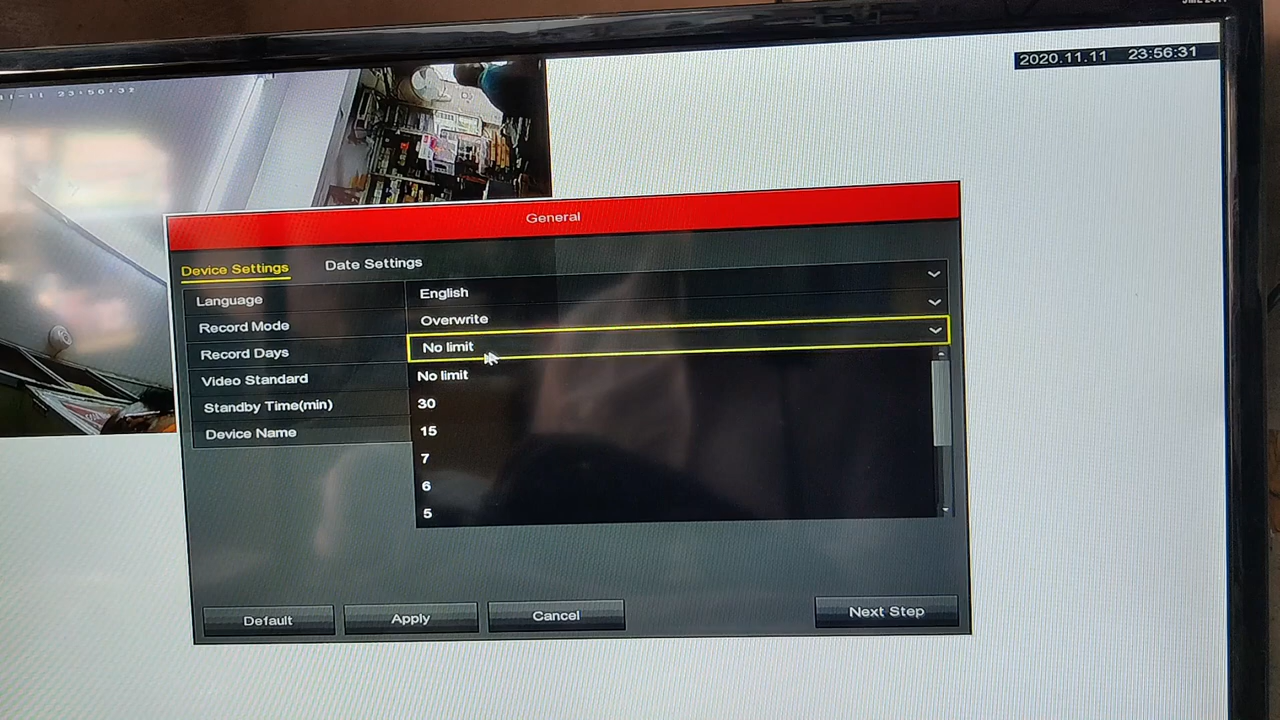 2020.11.11 23:56:31
General
Device Settings Date Settings
Language English
Record Mode Overwrite
Record Days No limit
Video Standard No limit
Standby Time(min) 30
Device Name 15
7
6
5
Default Apply Cancel Next Step